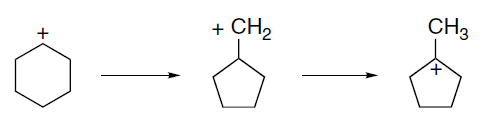 +
+ CH₂
CH₃
+